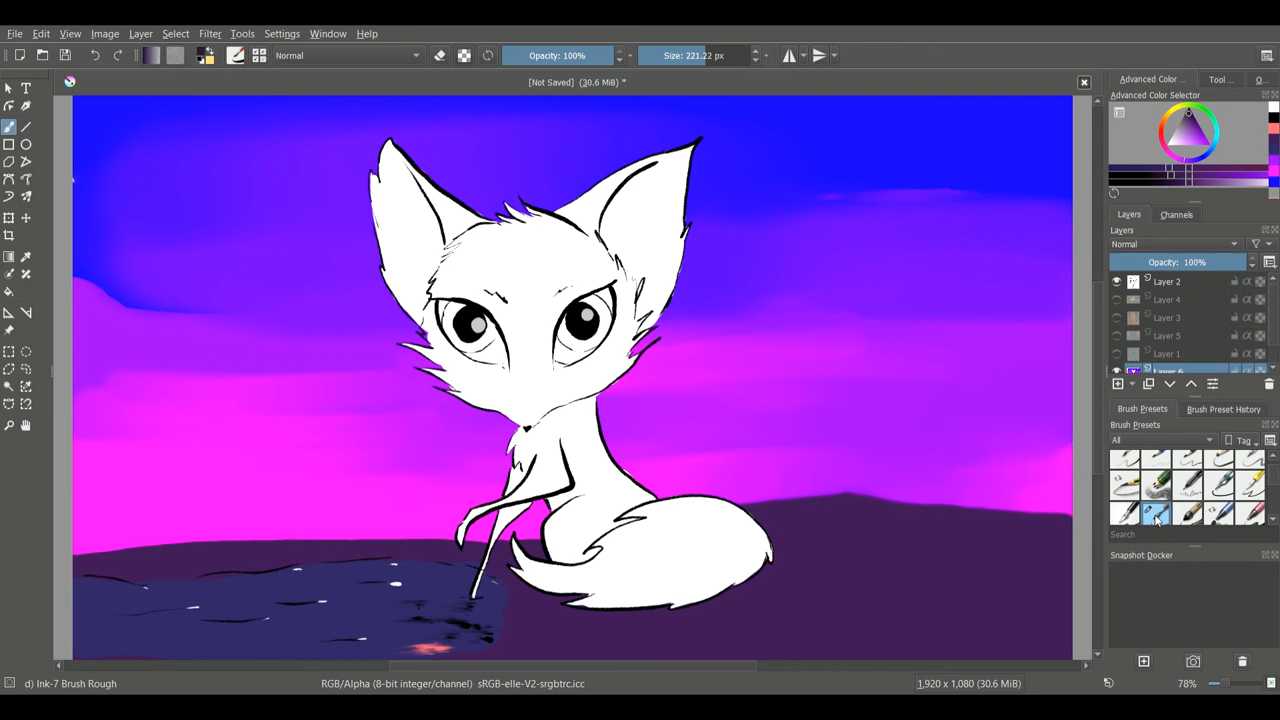 File Edit View Image Layer Select Filter Tools Settings Window Help
Normal Opacity: 100% Size: 221.22 px
[Not Saved] (30.6 MiB) *
Advanced Color ... Tool ... O...
Advanced Color Selector
Layers Channels
Layers
Normal
Opacity: 100%
Layer 2
Layer 4
Layer 3
Layer 5
Layer 1
Layer 6
Brush Presets Brush Preset History
Brush Presets
All Tag
Search
Snapshot Docker
d) Ink-7 Brush Rough RGB/Alpha (8-bit integer/channel) sRGB-elle-V2-srgbtrc.icc 1,920 x 1,080 (30.6 MiB) 78%